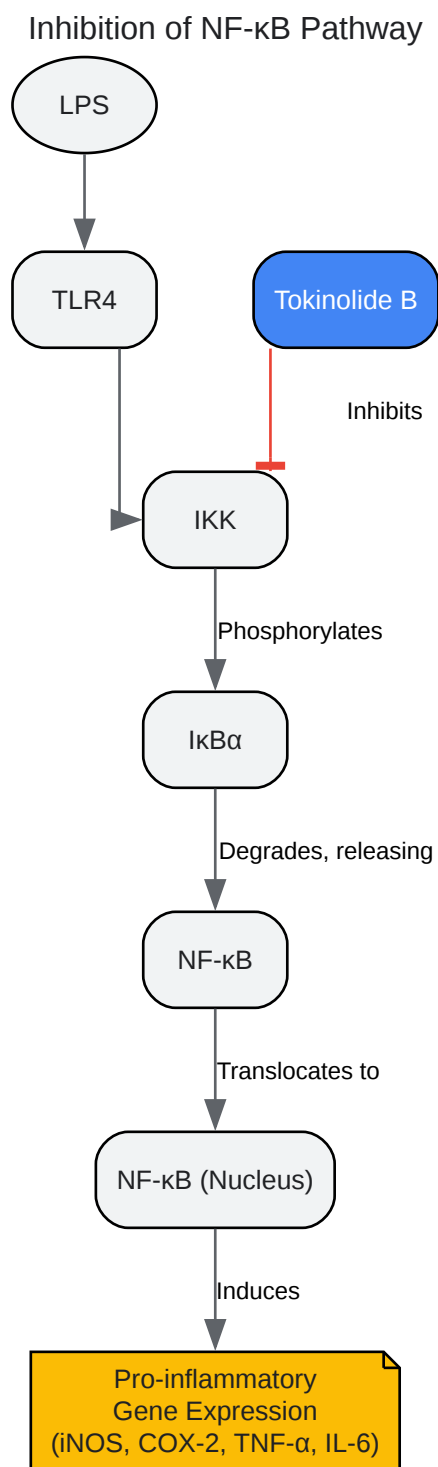 Inhibition of NF-κB Pathway
LPS
TLR4
Tokinolide B
Inhibits
IKK
Phosphorylates
IκBα
Degrades, releasing
NF-κB
Translocates to
NF-κB (Nucleus)
Induces
Pro-inflammatory
Gene Expression
(iNOS, COX-2, TNF-α, IL-6)